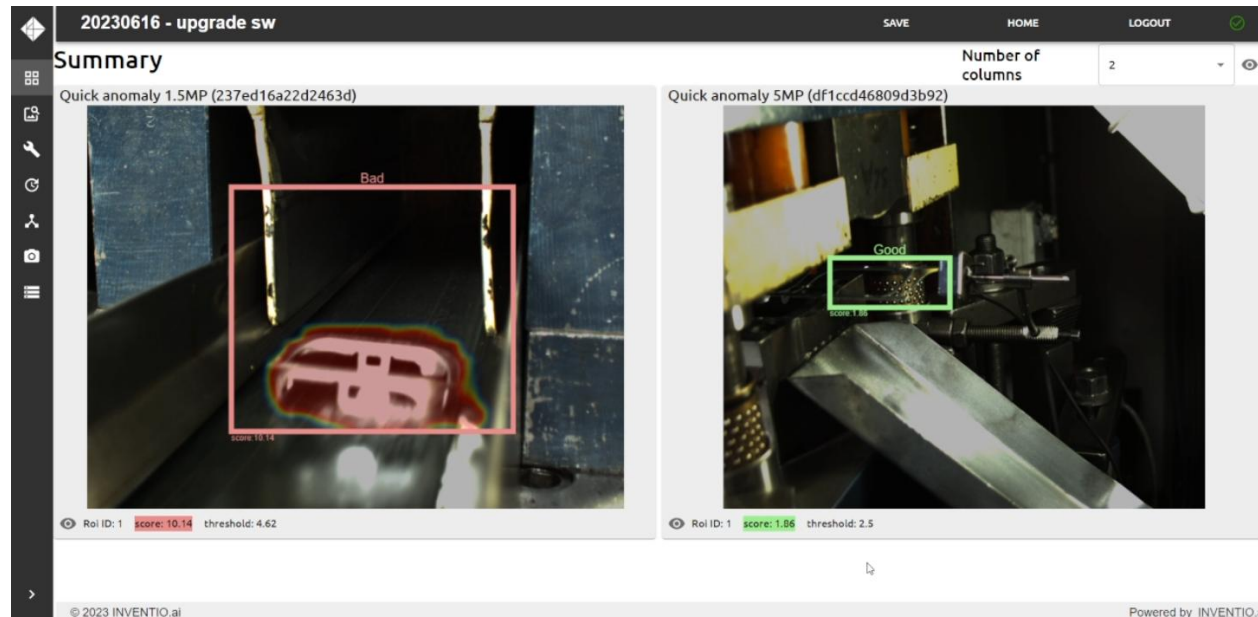 20230616 - upgrade sw
SAVE
HOME
LOGOUT
Summary
Number of
columns
2
Quick anomaly 1.5MP (237ed16a22d2463d)
Bad
score:10.14
Roi ID: 1 score: 10.14 threshold: 4.62
Quick anomaly 5MP (df1ccd46809d3b92)
Good
score:1.86
Roi ID: 1 score: 1.86 threshold: 2.5
© 2023 INVENTIO.ai
Powered by INVENTIO.